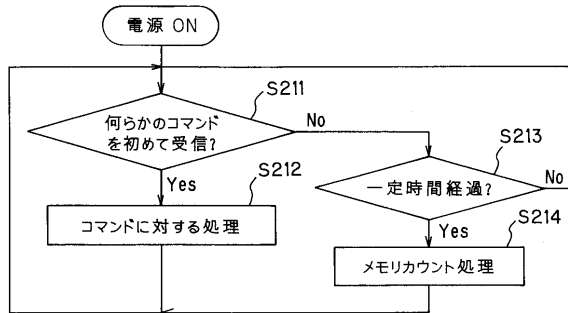 電源 ON
S211
何らかのコマンド
を初めて受信?
No
S213
Yes
S212
一定時間経過?
No
コマンドに対する処理
Yes
S214
メモリカウント処理